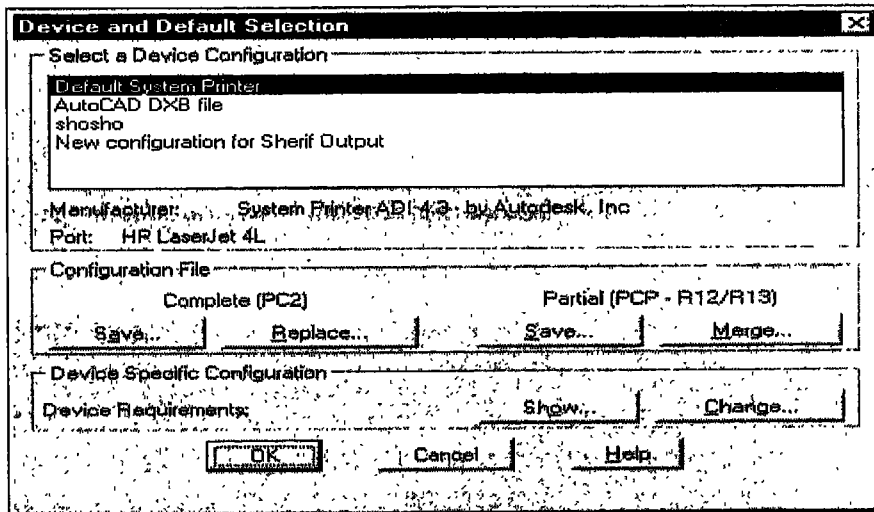 Device and Default Selection
Select a Device Configuration
Default System Printer
AutoCAD DXB file
shosho
New configuration for Sherif Output
Manufacturer: System Printer ADI 4.3 - by Autodesk, Inc
Port: HR LaserJet 4L
Configuration File
Complete (PC2) Partial (PCP - R12/R13)
Save... Replace... Save... Merge...
Device Specific Configuration
Device Requirements: Show... Change...
OK Cancel Help